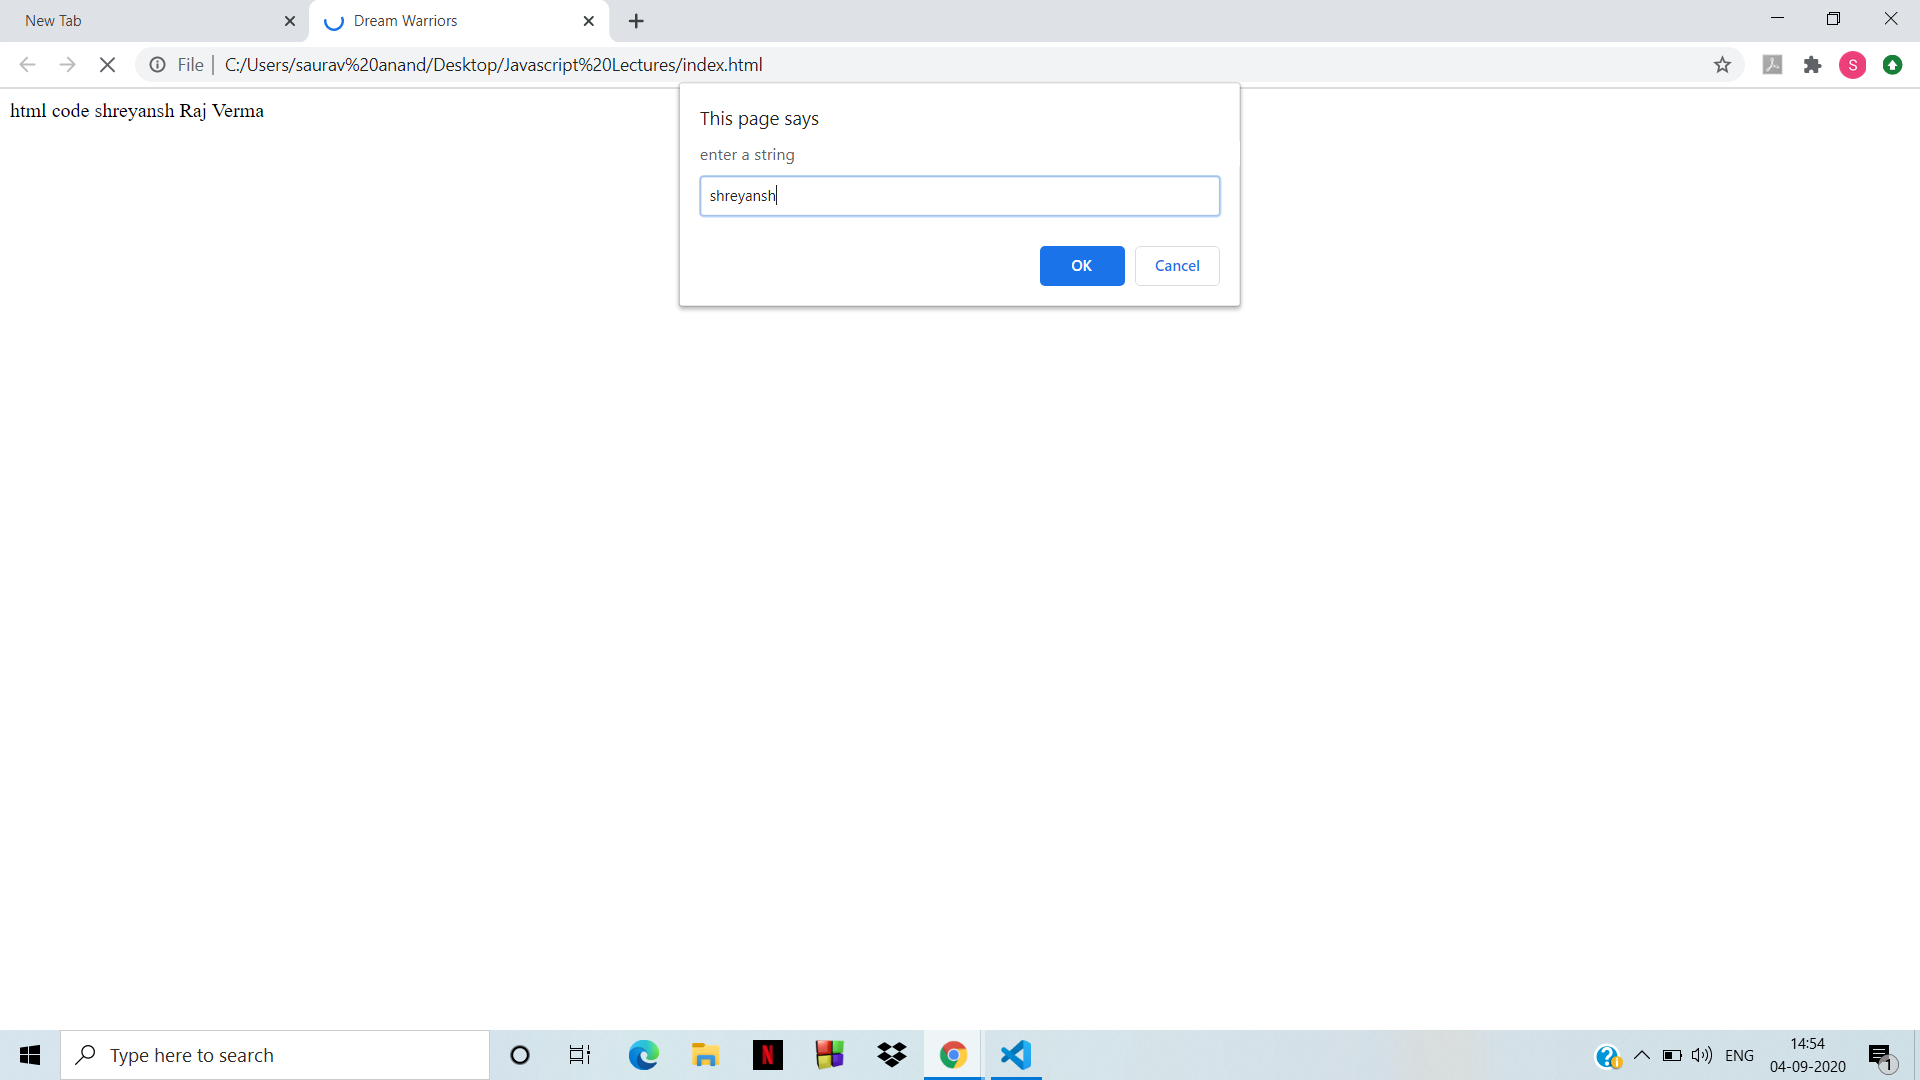 New Tab
Dream Warriors
File | C:/Users/saurav%20anand/Desktop/Javascript%20Lectures/index.html
S
html code shreyansh Raj Verma
This page says
enter a string
shreyansh
OK
Cancel
Type here to search
N
ENG
14:54
04-09-2020
1